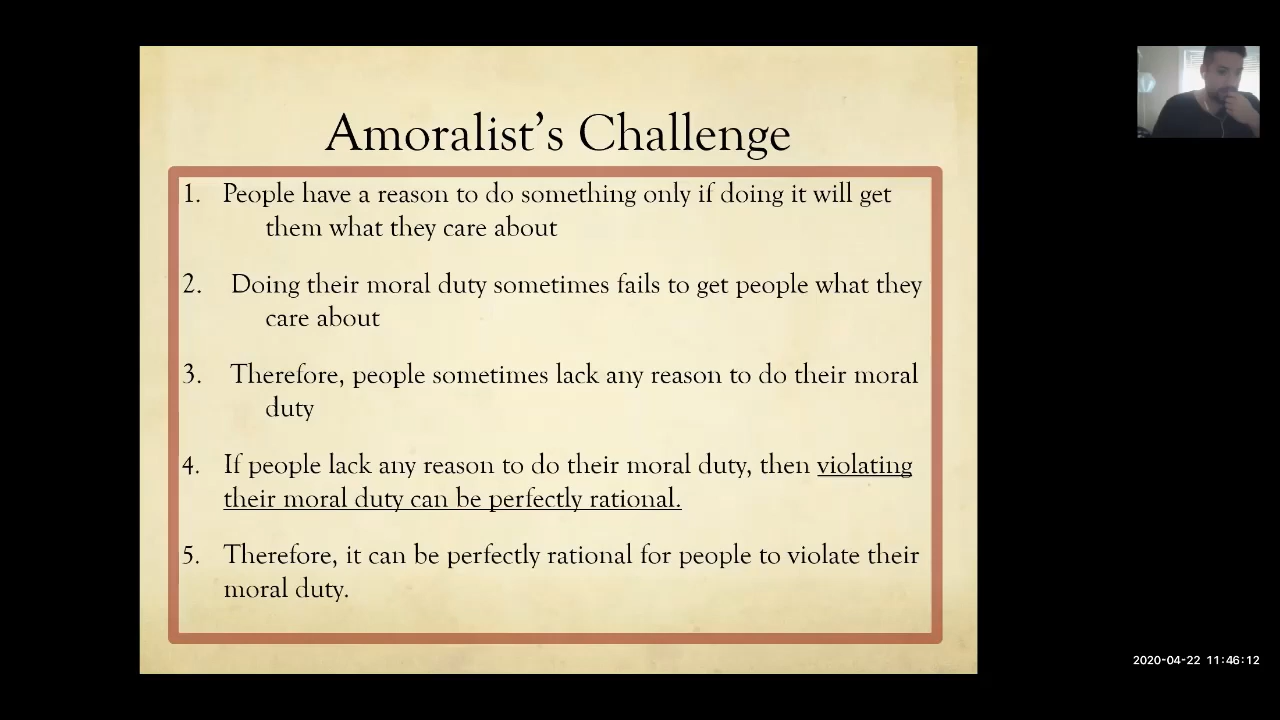 Amoralist’s Challenge
1. People have a reason to do something only if doing it will get
them what they care about
2. Doing their moral duty sometimes fails to get people what they
care about
3. Therefore, people sometimes lack any reason to do their moral
duty
4. If people lack any reason to do their moral duty, then violating
their moral duty can be perfectly rational.
5. Therefore, it can be perfectly rational for people to violate their
moral duty.
2020-04-22 11:46:12